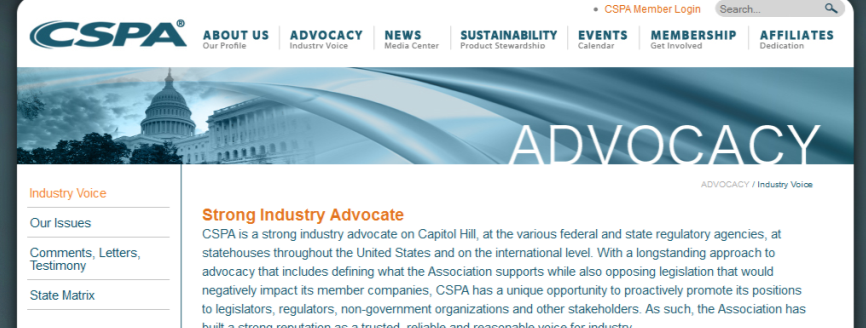 • CSPA Member Login Search...
CSPA®
ABOUT US ADVOCACY NEWS SUSTAINABILITY EVENTS MEMBERSHIP AFFILIATES
Our Profile Industry Voice Media Center Product Stewardship Calendar Get Involved Dedication
ADVOCACY
ADVOCACY / Industry Voice
Industry Voice
Our Issues
Comments, Letters,
Testimony
State Matrix
Strong Industry Advocate
CSPA is a strong industry advocate on Capitol Hill, at the various federal and state regulatory agencies, at
statehouses throughout the United States and on the international level. With a longstanding approach to
advocacy that includes defining what the Association supports while also opposing legislation that would
negatively impact its member companies, CSPA has a unique opportunity to proactively promote its positions
to legislators, regulators, non-government organizations and other stakeholders. As such, the Association has
built a strong reputation as a trusted, reliable and reasonable voice for industry.